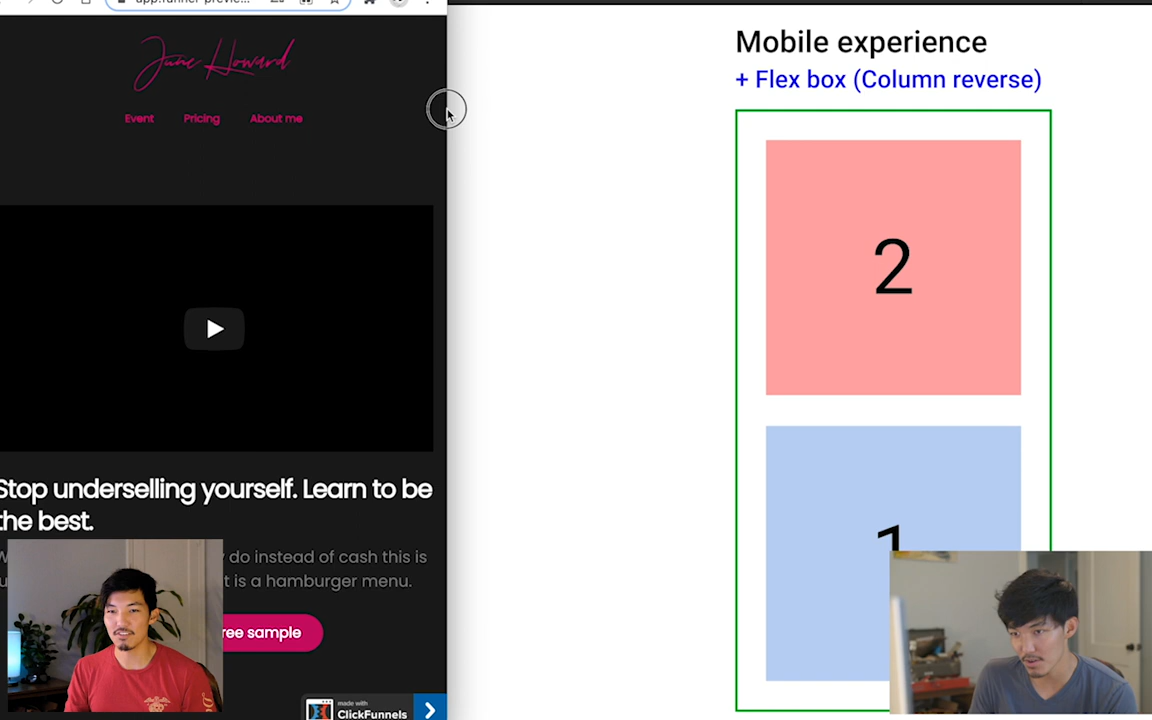 Jane Howard
Event Pricing About me
Stop underselling yourself. Learn to be
the best.
do instead of cash this is
t is a hamburger menu.
ree sample
made with
ClickFunnels
Mobile experience
+ Flex box (Column reverse)
2
1